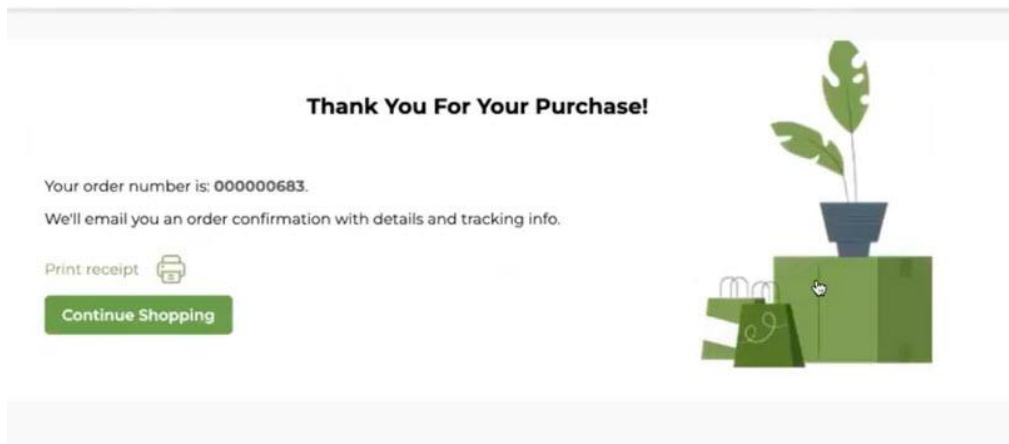 Thank You For Your Purchase!
Your order number is: 000000683.
We'll email you an order confirmation with details and tracking info.
Print receipt
Continue Shopping